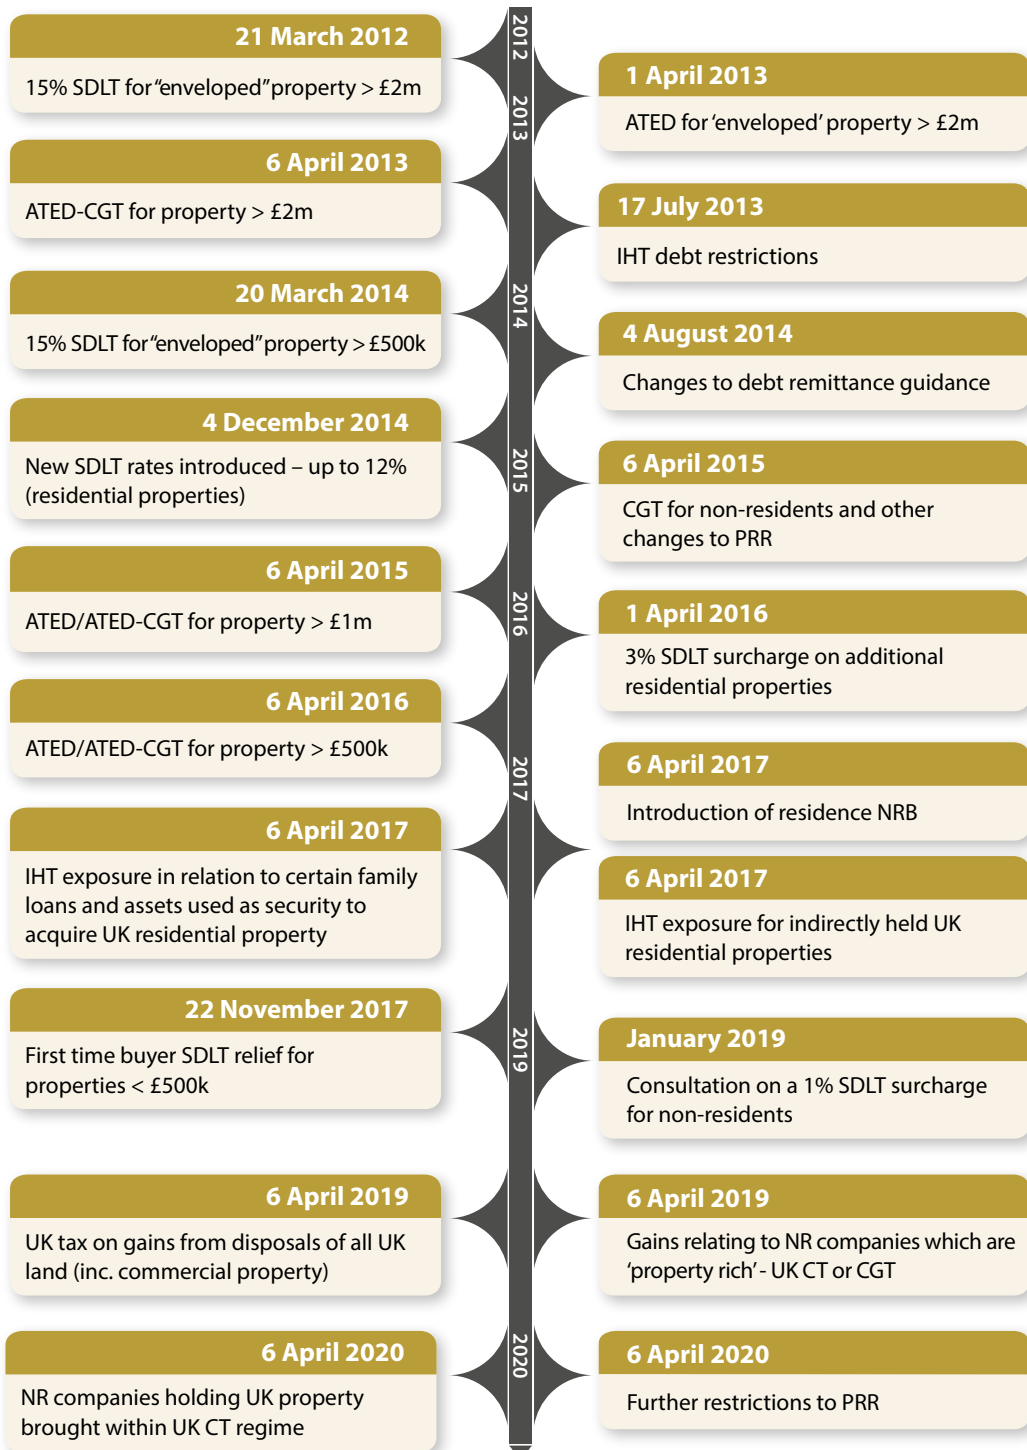 2012
21 March 2012
15% SDLT for “enveloped” property > £2m
1 April 2013
ATED for ‘enveloped’ property > £2m
2013
6 April 2013
ATED-CGT for property > £2m
17 July 2013
IHT debt restrictions
2014
20 March 2014
15% SDLT for “enveloped” property > £500k
4 August 2014
Changes to debt remittance guidance
4 December 2014
New SDLT rates introduced – up to 12%
(residential properties)
2015
6 April 2015
CGT for non-residents and other
changes to PRR
6 April 2015
ATED/ATED-CGT for property > £1m
2016
1 April 2016
3% SDLT surcharge on additional
residential properties
6 April 2016
ATED/ATED-CGT for property > £500k
2017
6 April 2017
Introduction of residence NRB
6 April 2017
IHT exposure in relation to certain family
loans and assets used as security to
acquire UK residential property
6 April 2017
IHT exposure for indirectly held UK
residential properties
22 November 2017
First time buyer SDLT relief for
properties < £500k
2019
January 2019
Consultation on a 1% SDLT surcharge
for non-residents
6 April 2019
UK tax on gains from disposals of all UK
land (inc. commercial property)
6 April 2019
Gains relating to NR companies which are
‘property rich’ - UK CT or CGT
2020
6 April 2020
NR companies holding UK property
brought within UK CT regime
6 April 2020
Further restrictions to PRR